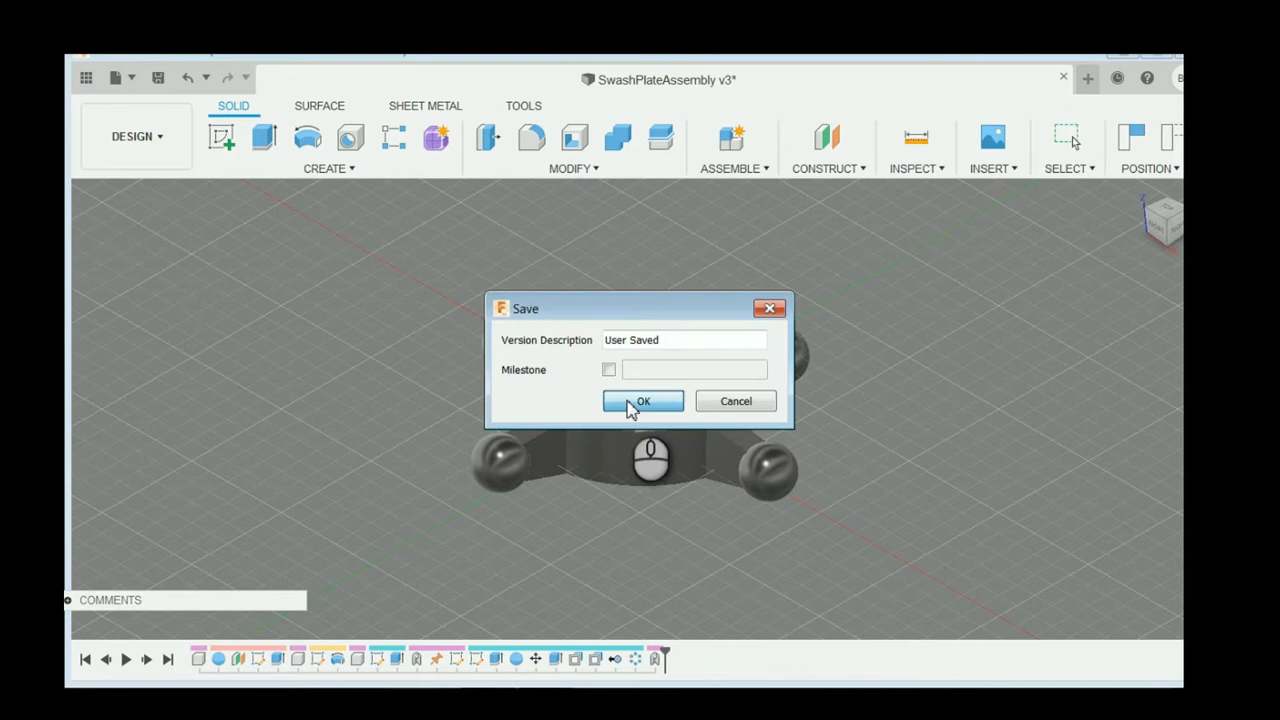 SwashPlateAssembly v3*
SOLID SURFACE SHEET METAL TOOLS
DESIGN
CREATE MODIFY ASSEMBLE CONSTRUCT INSPECT INSERT SELECT POSITION
Save
Version Description User Saved
Milestone
OK Cancel
COMMENTS